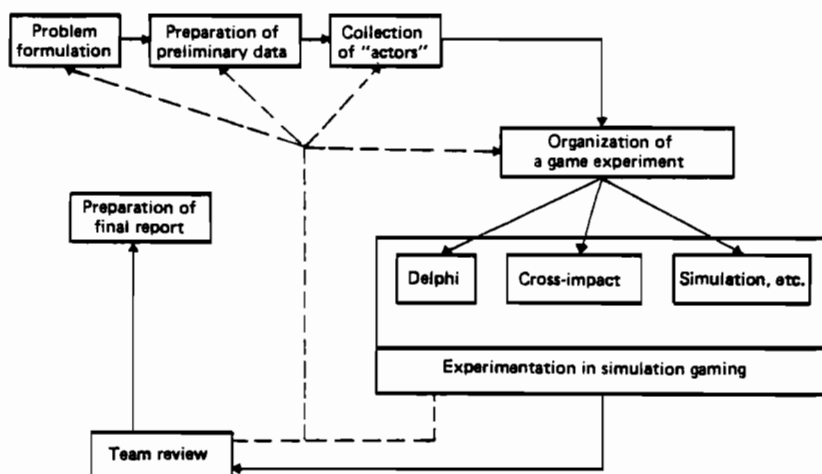 Problem
formulation
Preparation of
preliminary data
Collection
of "actors"
Organization of
a game experiment
Preparation of
final report
Delphi
Cross-impact
Simulation, etc.
Experimentation in simulation gaming
Team review